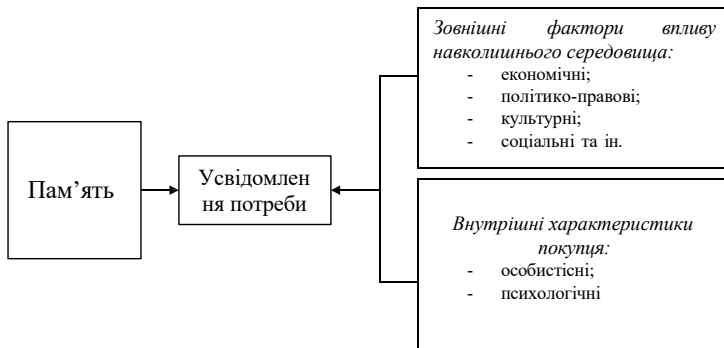 Зовнішні фактори впливу
навколишнього середовища:
- економічні;
- політико-правові;
- культурні;
- соціальні та ін.
Пам’ять
Усвідомлен
ня потреби
Внутрішні характеристики
покупця:
- особистісні;
- психологічні